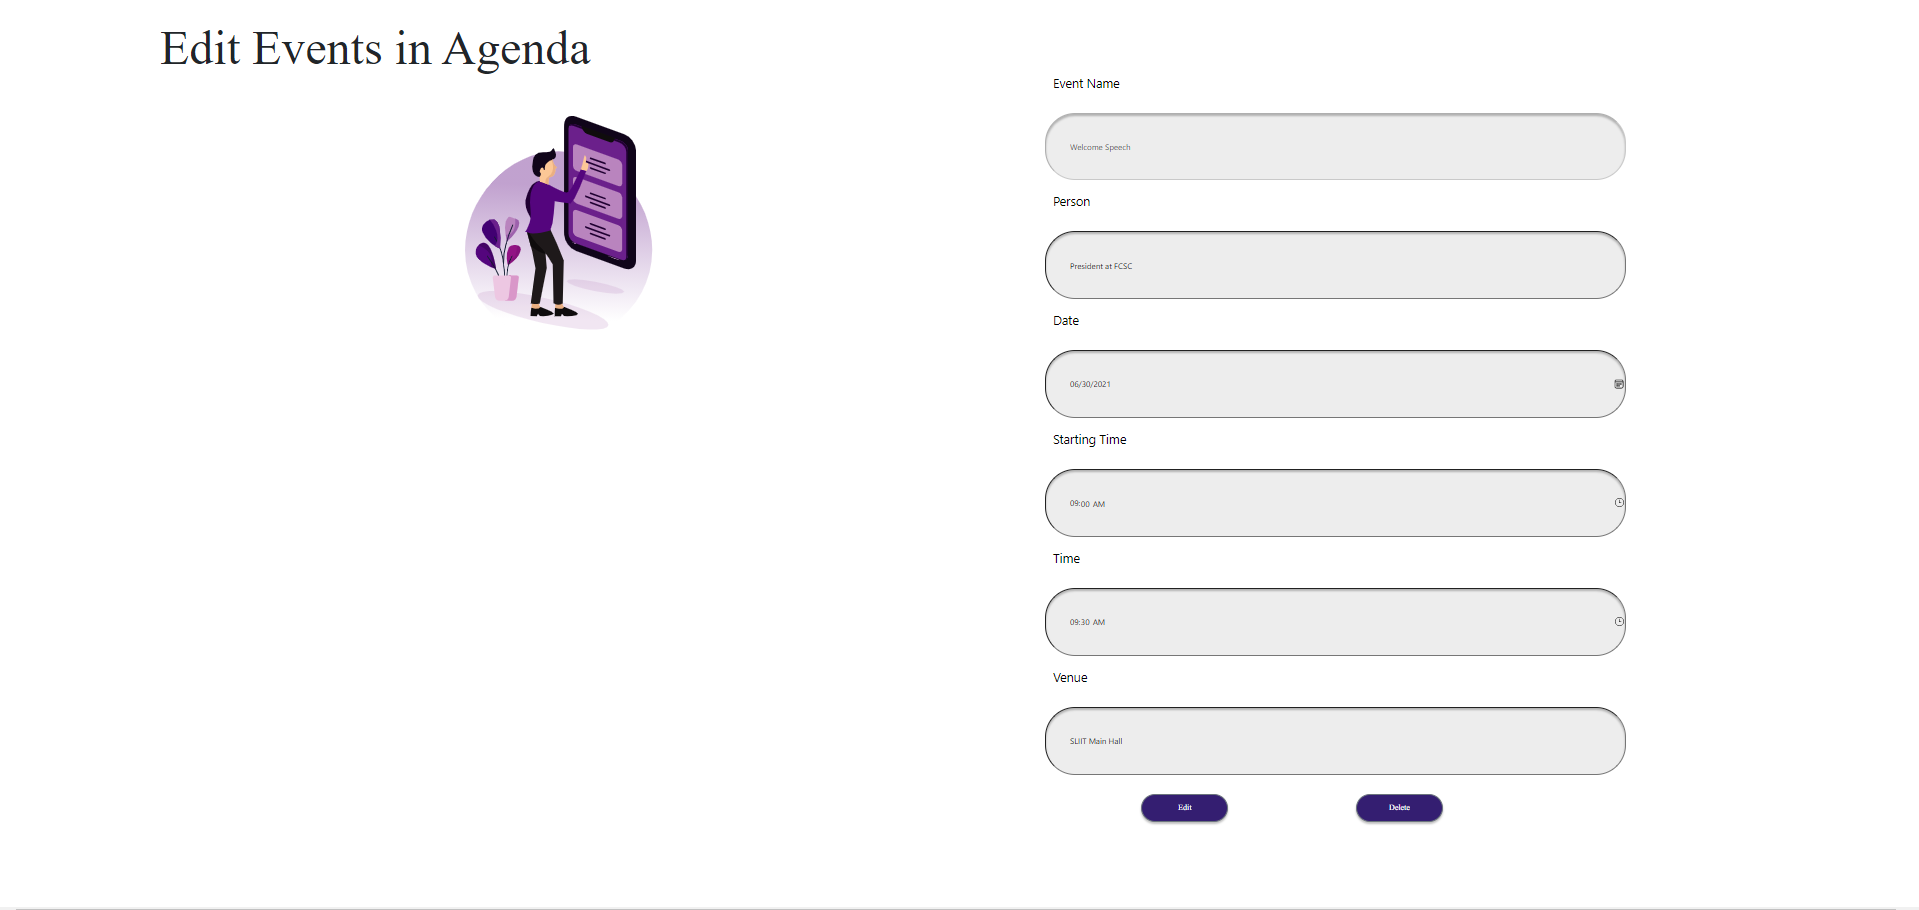 Edit Events in Agenda
Event Name
Welcome Speech
Person
President at FCSC
Date
06/30/2021
Starting Time
09:00 AM
Time
09:30 AM
Venue
SLIIT Main Hall
Edit
Delete